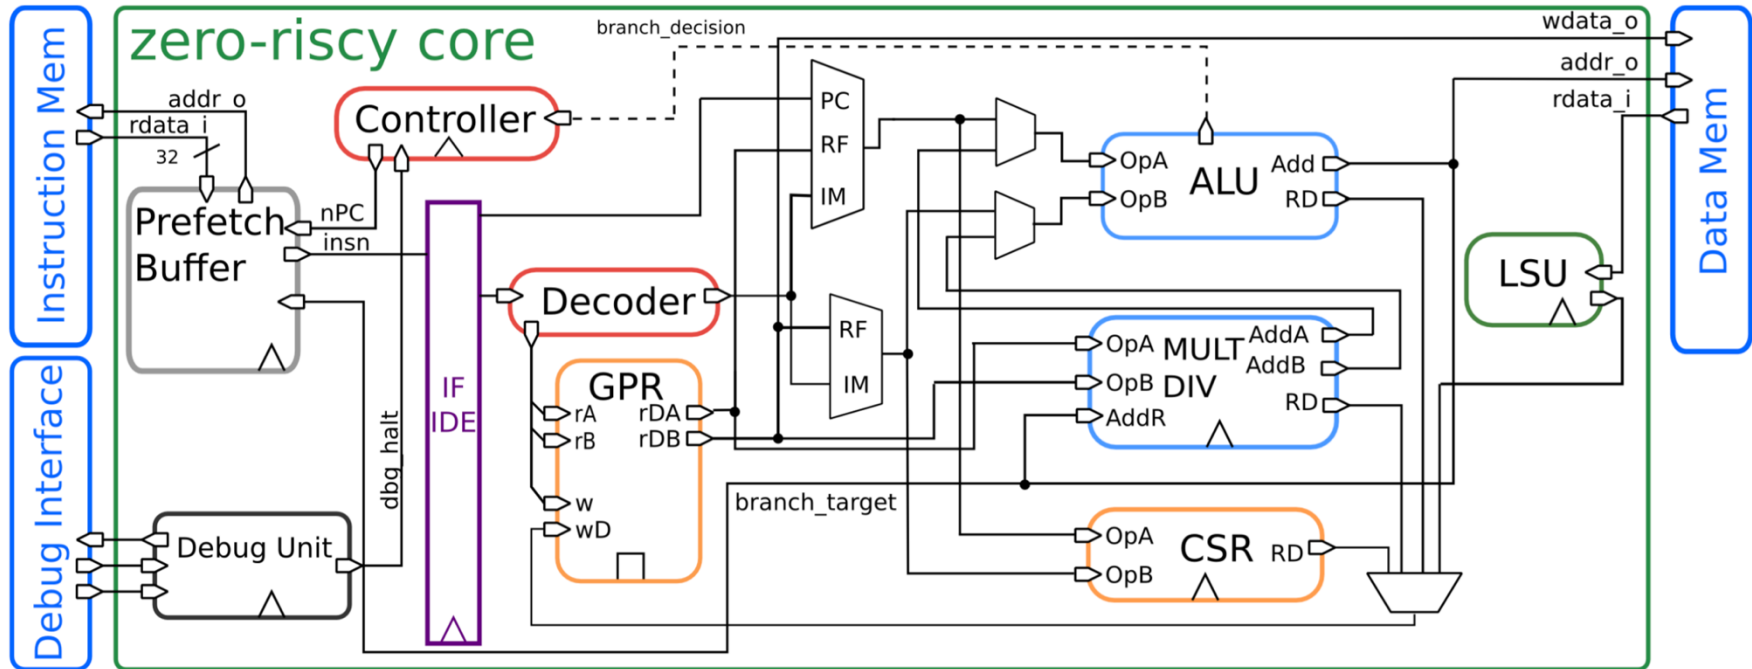 zero-riscy core
branch_decision
wdata_o
addr_o
rdata_i
Instruction Mem
addr_o
rdata_i
32
Controller
Prefetch
Buffer
nPC
insn
PC
RF
IM
OpA
OpB
ALU
Add
RD
Data Mem
LSU
Decoder
RF
IM
OpA
OpB
AddR
MULT
DIV
AddA
AddB
RD
IF
IDE
GPR
rA
rB
w
wD
rDA
rDB
dbg_halt
branch_target
Debug Interface
Debug Unit
OpA
OpB
CSR
RD